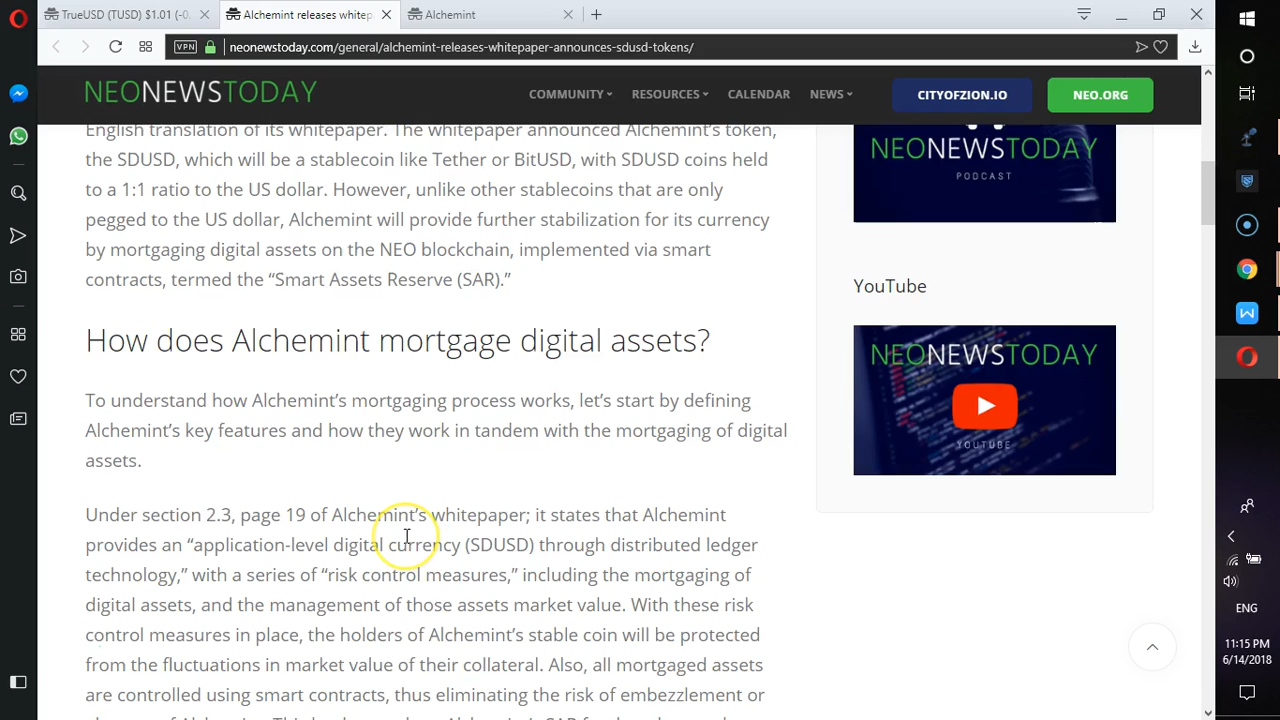 TrueUSD (TUSD) $1.01 (-0.
Alchemint releases whitep
Alchemint
VPN
neonewstoday.com/general/alchemint-releases-whitepaper-announces-sdusd-tokens/
NEONEWSTODAY
COMMUNITY
RESOURCES
CALENDAR
NEWS
CITYOFZION.IO
NEO.ORG
English translation of its whitepaper. The whitepaper announced Alchemint's token,
the SDUSD, which will be a stablecoin like Tether or BitUSD, with SDUSD coins held
to a 1:1 ratio to the US dollar. However, unlike other stablecoins that are only
pegged to the US dollar, Alchemint will provide further stabilization for its currency
by mortgaging digital assets on the NEO blockchain, implemented via smart
contracts, termed the “Smart Assets Reserve (SAR).”
How does Alchemint mortgage digital assets?
To understand how Alchemint's mortgaging process works, let's start by defining
Alchemint's key features and how they work in tandem with the mortgaging of digital
assets.
Under section 2.3, page 19 of Alchemint's whitepaper; it states that Alchemint
provides an “application-level digital currency (SDUSD) through distributed ledger
technology,” with a series of “risk control measures,” including the mortgaging of
digital assets, and the management of those assets market value. With these risk
control measures in place, the holders of Alchemint's stable coin will be protected
from the fluctuations in market value of their collateral. Also, all mortgaged assets
are controlled using smart contracts, thus eliminating the risk of embezzlement or
NEONEWSTODAY
PODCAST
YouTube
NEONEWSTODAY
YOUTUBE
ENG
11:15 PM
6/14/2018